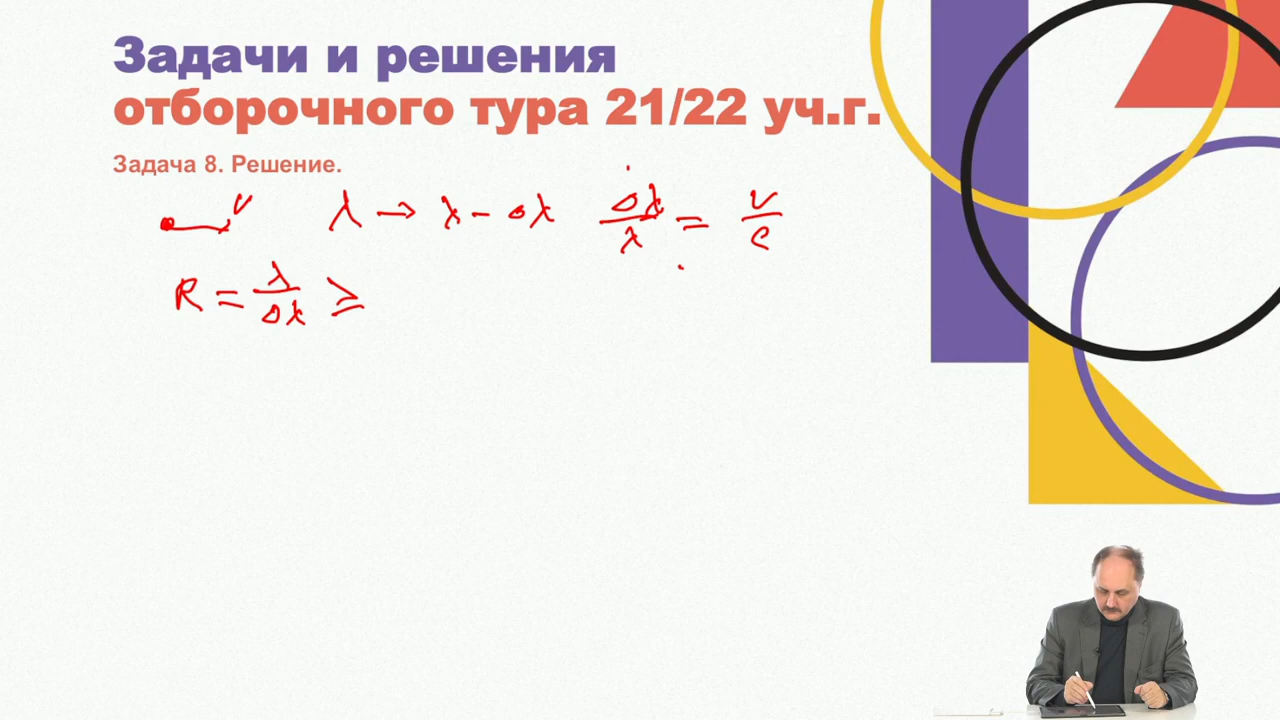 Задачи и решения
отборочного тура 21/22 уч.г.
Задача 8. Решение.
v λ → λ - Δλ Δλ/λ = v/c
R = λ/Δλ ≥